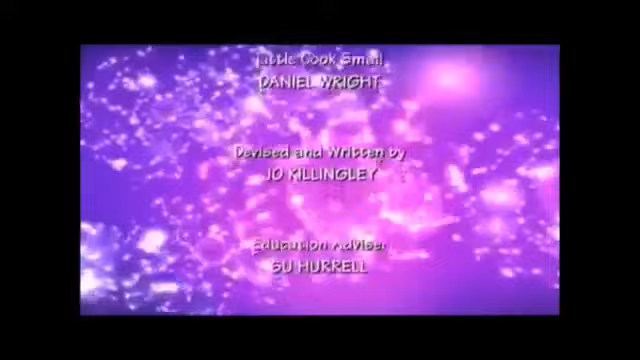 Little Cook Small
DANIEL WRIGHT
Devised and Written by
JO KILLINGLEY
Education Adviser
SU HURRELL